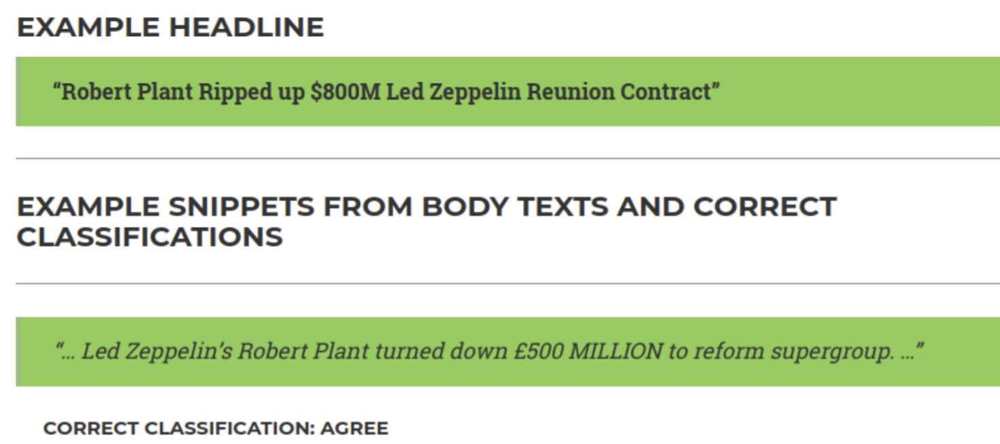 EXAMPLE HEADLINE
“Robert Plant Ripped up $800M Led Zeppelin Reunion Contract”
EXAMPLE SNIPPETS FROM BODY TEXTS AND CORRECT
CLASSIFICATIONS
“... Led Zeppelin’s Robert Plant turned down £500 MILLION to reform supergroup. ...”
CORRECT CLASSIFICATION: AGREE